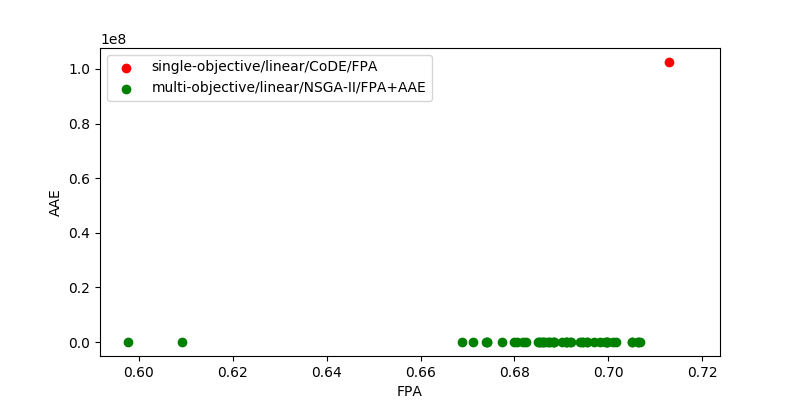 1e8
single-objective/linear/CoDE/FPA
multi-objective/linear/NSGA-II/FPA+AAE
1.0
0.8
0.6
0.4
0.2
0.0
AAE
0.60 0.62 0.64 0.66 0.68 0.70 0.72
FPA